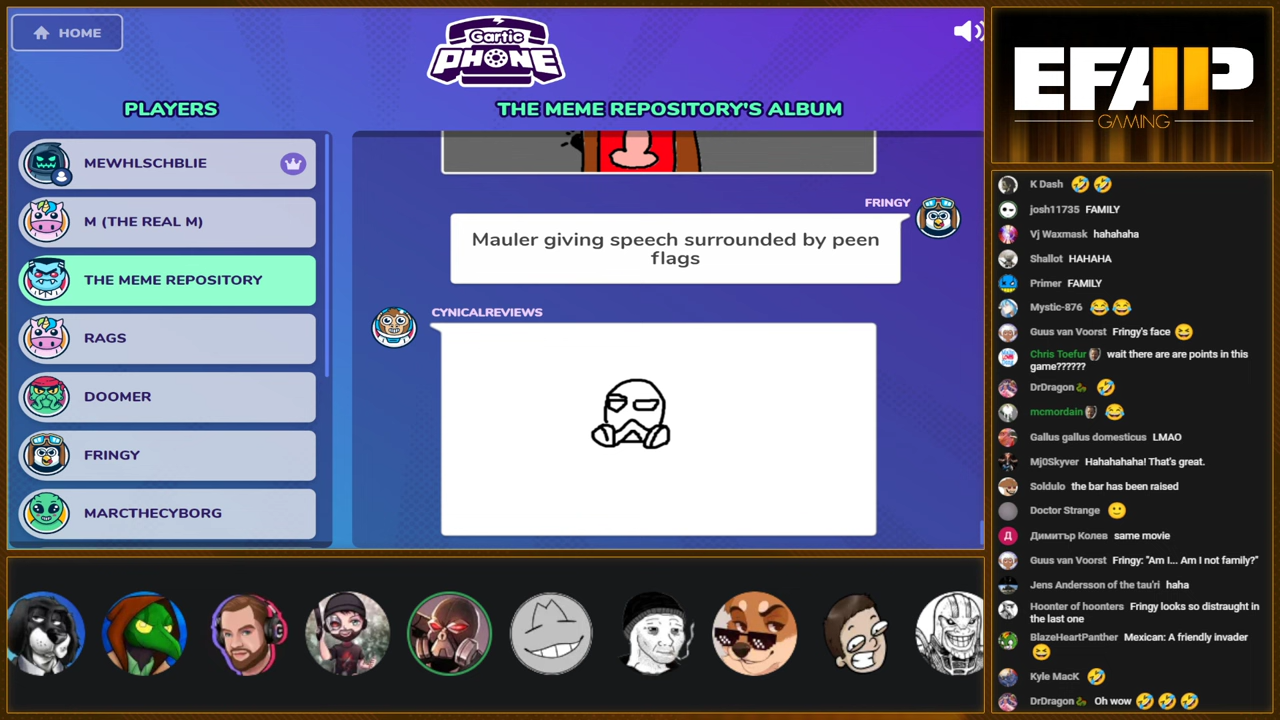 HOME
Gartic
PHONE
PLAYERS
THE MEME REPOSITORY'S ALBUM
MEWHLSCHBLIE
M (THE REAL M)
THE MEME REPOSITORY
RAGS
DOOMER
FRINGY
MARCTHECYBORG
FRINGY
Mauler giving speech surrounded by peen
flags
CYNICALREVIEWS
EFAP
GAMING
K Dash
josh11735 FAMILY
Vj Waxmask hahahaha
Shallot HAHAHA
Primer FAMILY
Mystic-876
Guus van Voorst Fringy's face
Chris Toefur wait there are are points in this
game??????
DrDragon
mcmordain
Gallus gallus domesticus LMAO
Mj0Skyver Hahahahaha! That's great.
Soldulo the bar has been raised
Doctor Strange
Д Димитър Колев same movie
Guus van Voorst Fringy: "Am I... Am I not family?"
Jens Andersson of the tau'ri haha
Hoonter of hoonters Fringy looks so distraught in
the last one
BlazeHeartPanther Mexican: A friendly invader
Kyle MacK
DrDragon Oh wow